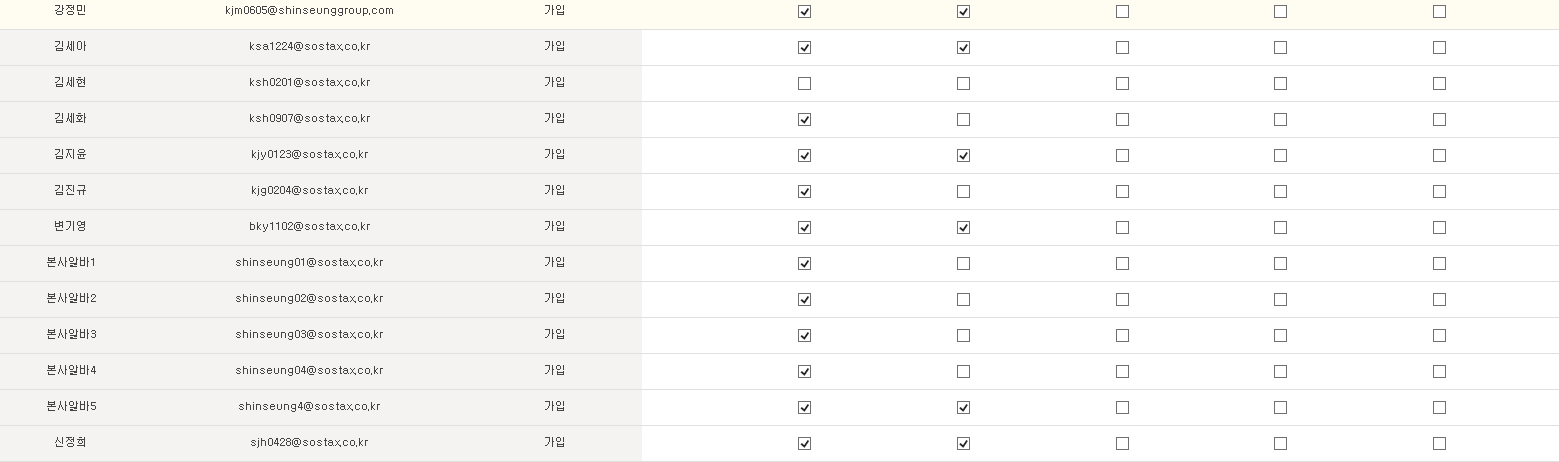 강정민 kjm0605@shinseunggroup.com 가입
김세아 ksa1224@sostax.co.kr 가입
김세현 ksh0201@sostax.co.kr 가입
김세화 ksh0907@sostax.co.kr 가입
김지윤 kjy0123@sostax.co.kr 가입
김진규 kjg0204@sostax.co.kr 가입
변기영 bky1102@sostax.co.kr 가입
본사알바1 shinseung01@sostax.co.kr 가입
본사알바2 shinseung02@sostax.co.kr 가입
본사알바3 shinseung03@sostax.co.kr 가입
본사알바4 shinseung04@sostax.co.kr 가입
본사알바5 shinseung4@sostax.co.kr 가입
신정희 sjh0428@sostax.co.kr 가입